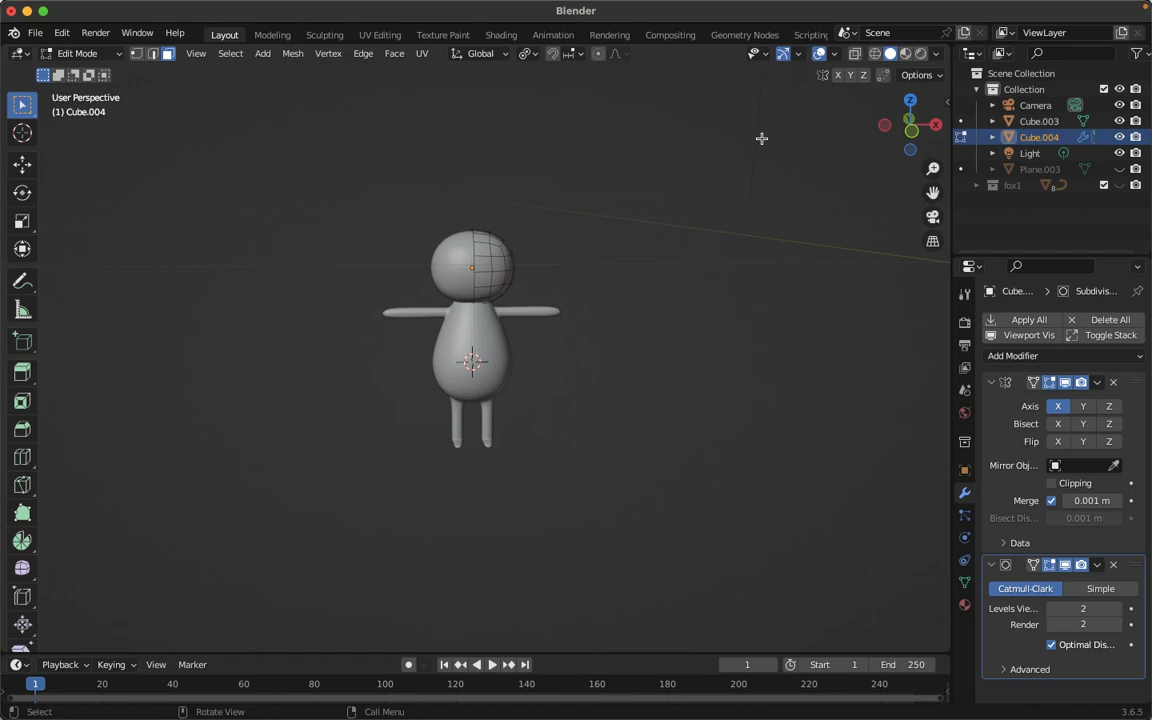 Blender
File Edit Render Window Help Layout Modeling Sculpting UV Editing Texture Paint Shading Animation Rendering Compositing Geometry Nodes Scripting Scene ViewLayer
Edit Mode View Select Add Mesh Vertex Edge Face UV Global
X Y Z Options
User Perspective
(1) Cube.004
Z
X
Scene Collection
Collection
Camera
Cube.003
Cube.004
Light
Plane.003
fox1 8
Cube.... > Subdivis...
Apply All Delete All
Viewport Vis Toggle Stack
Add Modifier
Axis X Y Z
Bisect X Y Z
Flip X Y Z
Mirror Obj...
Clipping
Merge 0.001 m
Bisect Dis... 0.001 m
Data
Catmull-Clark Simple
Levels Vie... 2
Render 2
Optimal Dis...
Advanced
Playback Keying View Marker 1 Start 1 End 250
1 20 40 60 80 100 120 140 160 180 200 220 240
Select Rotate View Call Menu 3.6.5